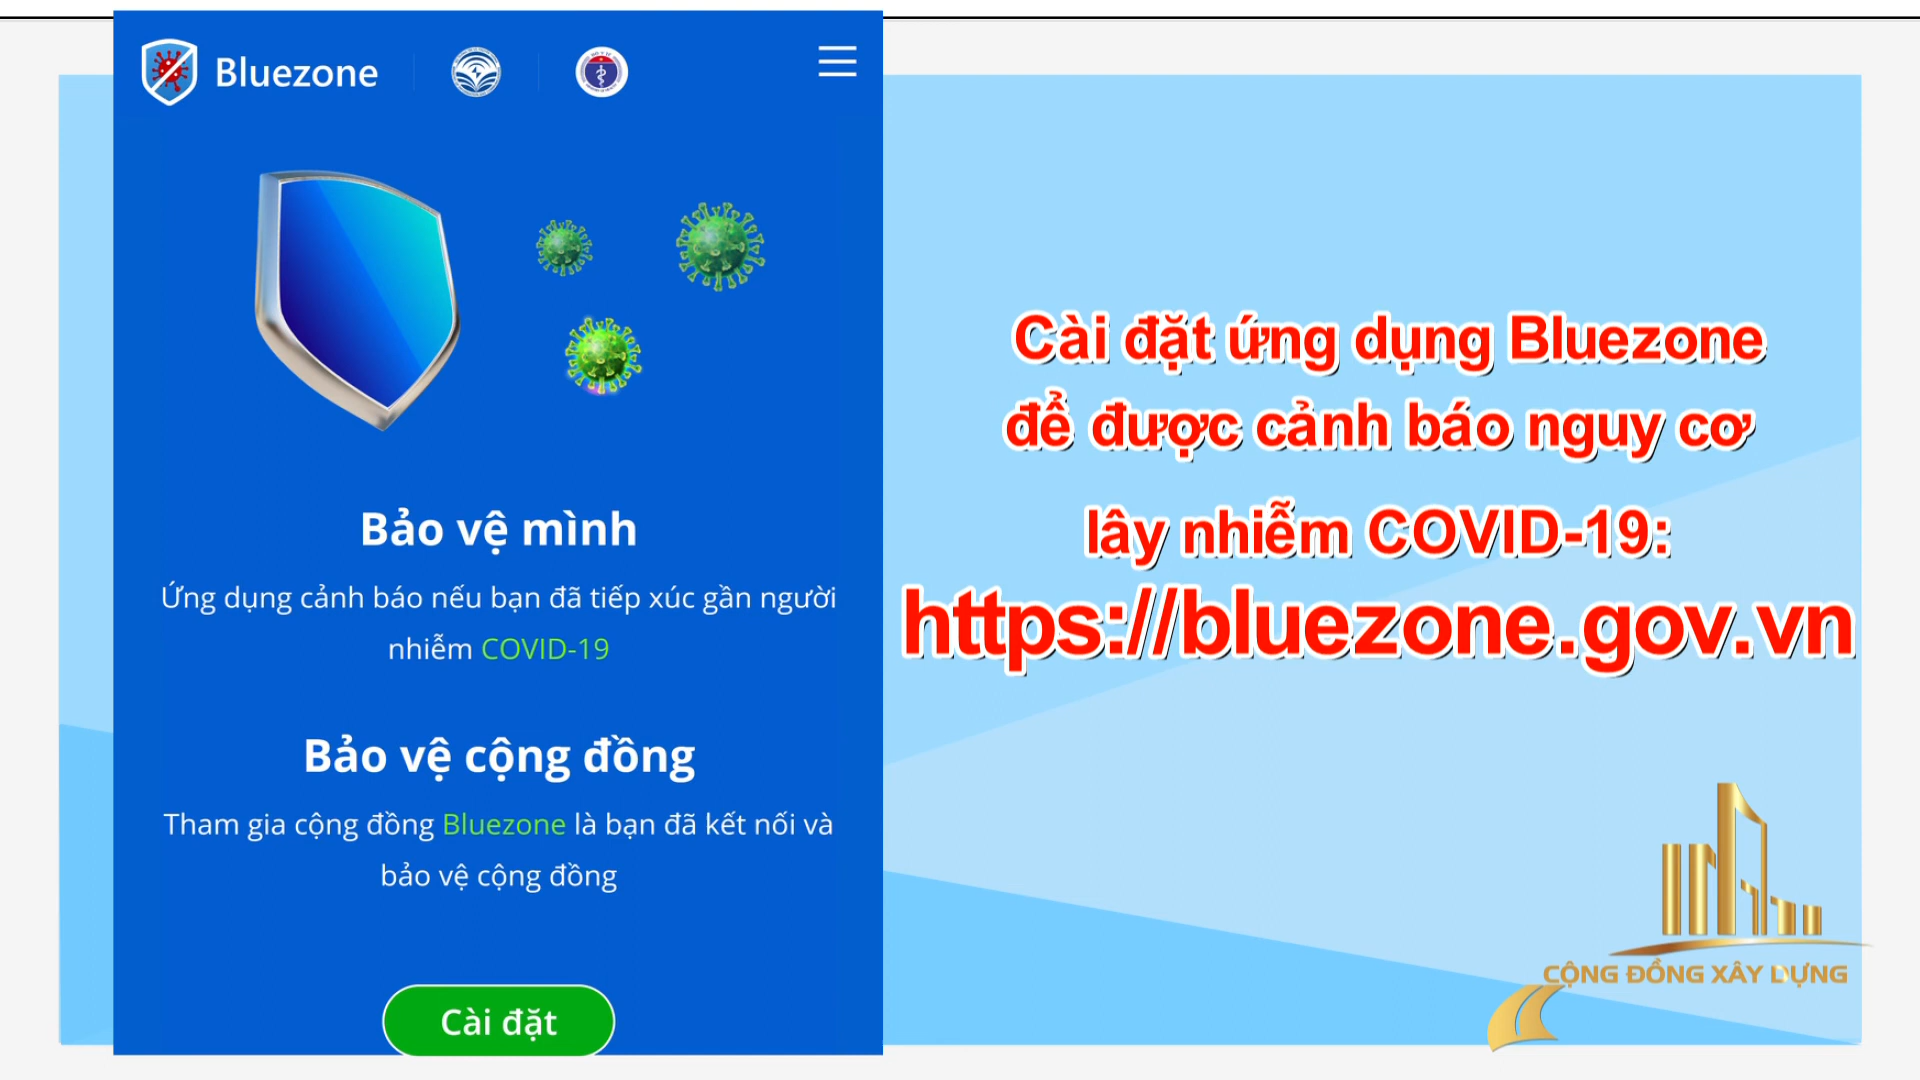 Bluezone
Bảo vệ mình
Ứng dụng cảnh báo nếu bạn đã tiếp xúc gần người
nhiễm COVID-19
Bảo vệ cộng đồng
Tham gia cộng đồng Bluezone là bạn đã kết nối và
bảo vệ cộng đồng
Cài đặt
Cài đặt ứng dụng Bluezone
để được cảnh báo nguy cơ
lây nhiễm COVID-19:
https://bluezone.gov.vn
CỘNG ĐỒNG XÂY DỰNG